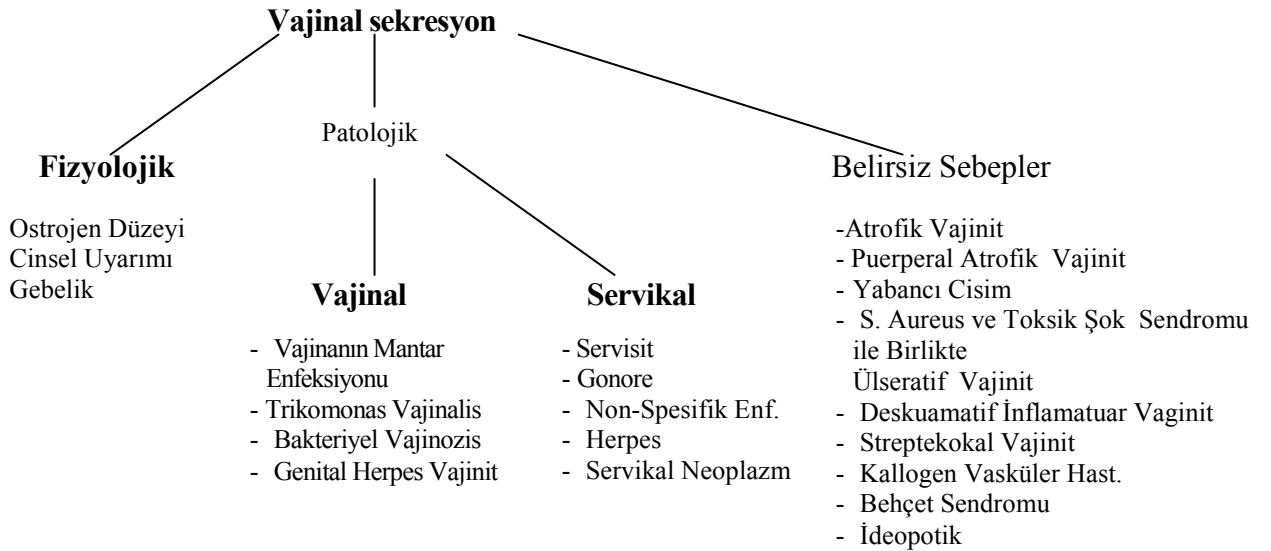 Vajinal sekresyon
Patolojik
Fizyolojik
Ostrojen Düzeyi
Cinsel Uyarımı
Gebelik
Vajinal
- Vajinanın Mantar
Enfeksiyonu
- Trikomonas Vajinalis
- Bakteriyel Vajinozis
- Genital Herpes Vajinit
Servikal
- Servisit
- Gonore
- Non-Spesifik Enf.
- Herpes
- Servikal Neoplazm
Belirsiz Sebepler
-Atrofik Vajinit
- Puerperal Atrofik Vajinit
- Yabancı Cisim
- S. Aureus ve Toksik Şok Sendromu
ile Birlikte
Ülseratif Vajinit
- Deskuamatif İnflamatuar Vaginit
- Streptekokal Vajinit
- Kallogen Vasküler Hast.
- Behçet Sendromu
- İdeopotik